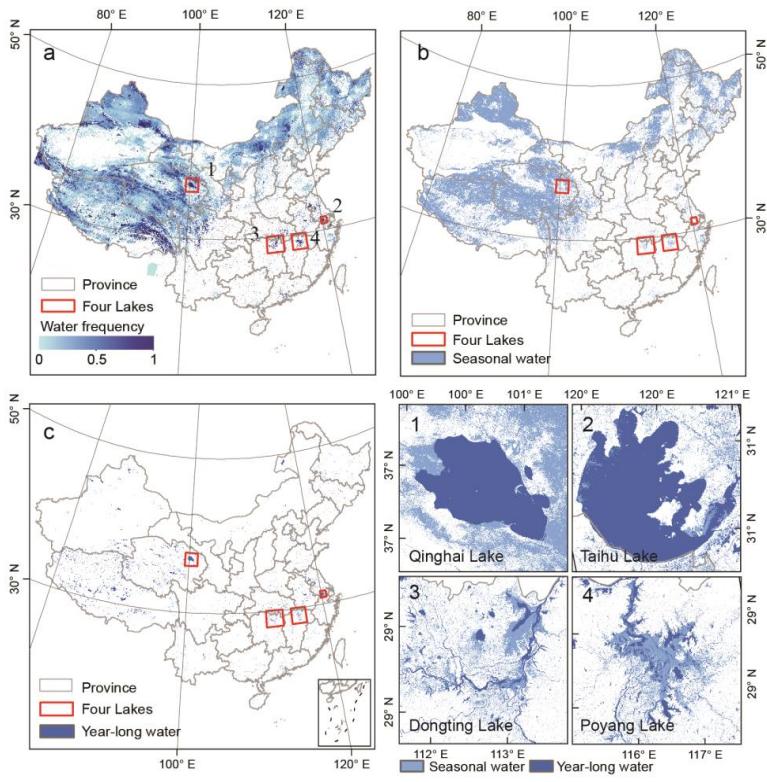 80° E 100° E 120° E
50° N
a
1
2
3
4
30° N
Province
Four Lakes
Water frequency
0 0.5 1
100° E 120° E
50° N
b
30° N
Province
Four Lakes
Seasonal water
50° N
c
30° N
Province
Four Lakes
Year-long water
100° E 120° E
100° E 100° E 101° E
1
37° N
37° N
Qinghai Lake
120° E 120° E 121° E
2
31° N
31° N
Taihu Lake
3
29° N
29° N
Dongting Lake
112° E 113° E
4
29° N
29° N
Poyang Lake
116° E 117° E
Seasonal water Year-long water